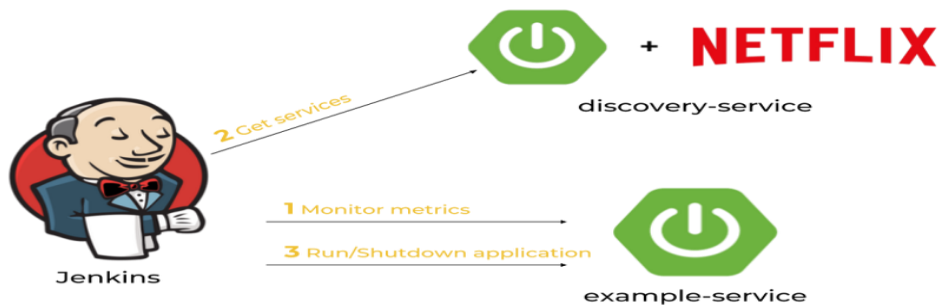 + NETFLIX
discovery-service
2 Get services
1 Monitor metrics
3 Run/Shutdown application
Jenkins
example-service